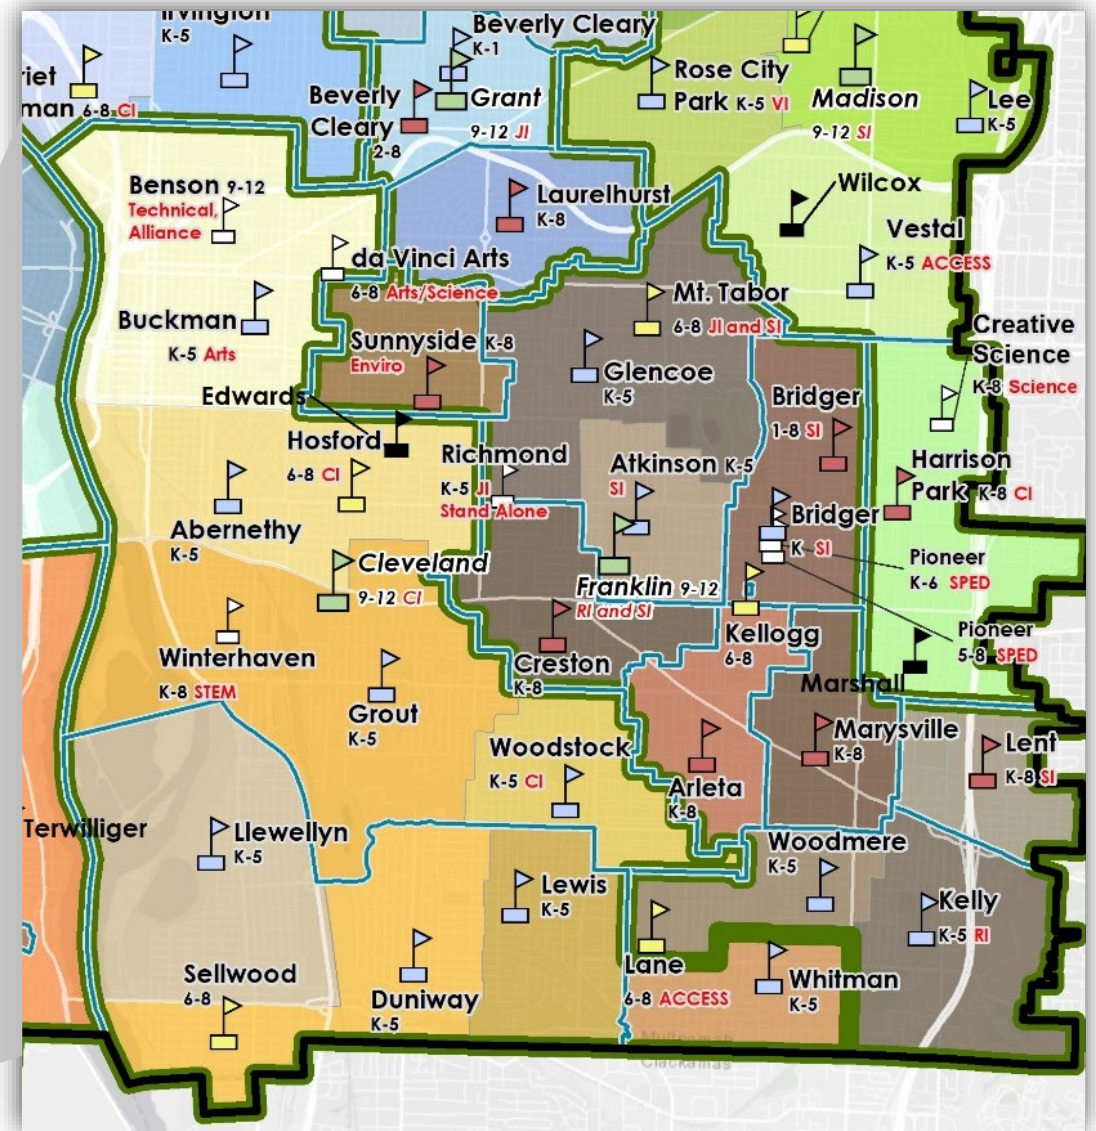 Irvington
K-5
Beverly Cleary
K-1
riet
man 6-8 CI
Beverly
Cleary
2-8
Grant
9-12 JI
Rose City
Park K-5 VI
Madison
9-12 SI
Lee
K-5
Benson 9-12
Technical,
Alliance
Laurelhurst
K-8
Wilcox
Vestal
K-5 ACCESS
da Vinci Arts
6-8 Arts/Science
Mt. Tabor
6-8 JI and SI
Buckman
K-5 Arts
Sunnyside K-8
Enviro
Glencoe
K-5
Creative
Science
K-8 Science
Edwards
Bridger
1-8 SI
Hosford
6-8 CI
Richmond
K-5 JI
Stand Alone
Atkinson K-5
SI
Harrison
Park K-8 CI
Abernethy
K-5
Bridger
K SI
Pioneer
K-6 SPED
Cleveland
9-12 CI
Franklin 9-12
RI and SI
Kellogg
6-8
Pioneer
5-8 SPED
Winterhaven
K-8 STEM
Creston
K-8
Marshall
Grout
K-5
Woodstock
K-5 CI
Marysville
K-8
Lent
K-8 SI
Arleta
K-8
Terwilliger
Llewellyn
K-5
Woodmere
K-5
Lewis
K-5
Kelly
K-5 RI
Sellwood
6-8
Duniway
K-5
Lane
6-8 ACCESS
Whitman
K-5
Multnomah
Clackamas